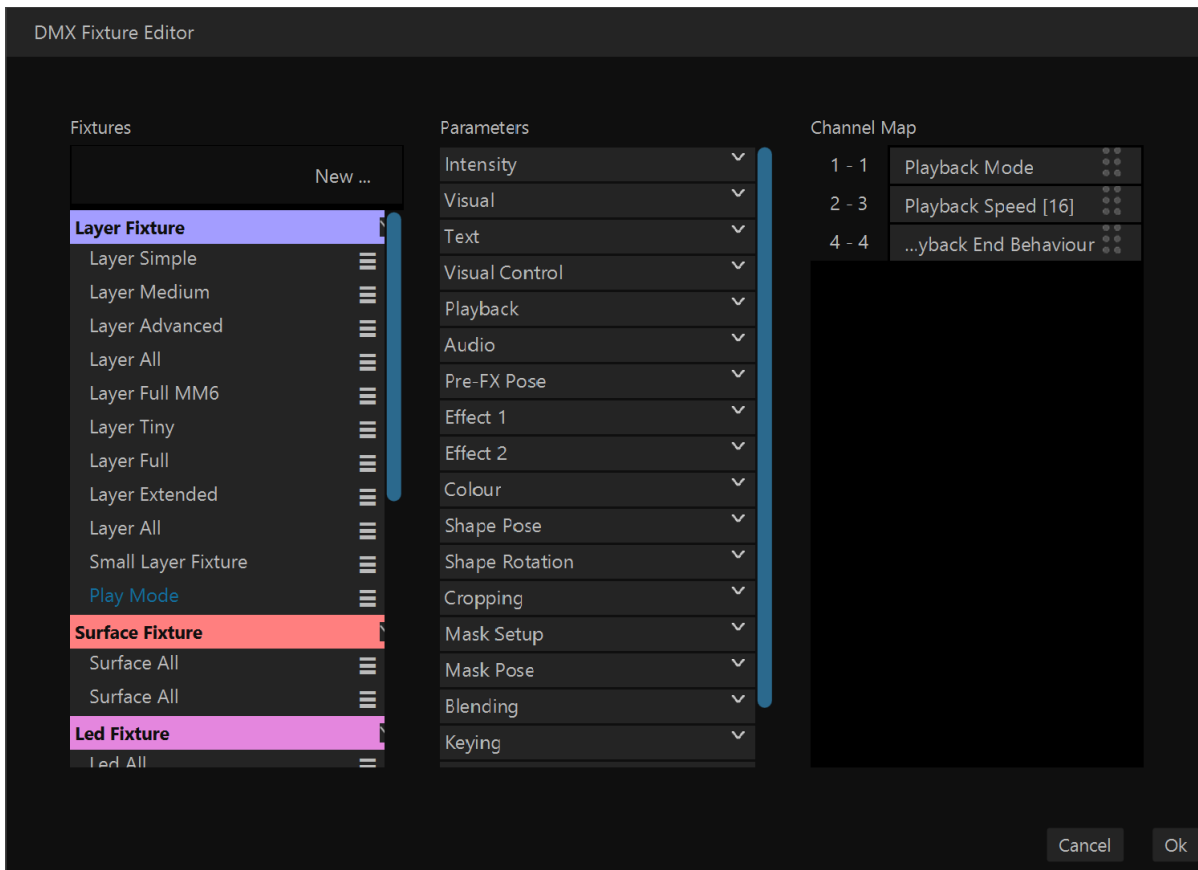 DMX Fixture Editor
Fixtures
New ...
Layer Fixture
Layer Simple
Layer Medium
Layer Advanced
Layer All
Layer Full MM6
Layer Tiny
Layer Full
Layer Extended
Layer All
Small Layer Fixture
Play Mode
Surface Fixture
Surface All
Surface All
Led Fixture
Led All
Parameters
Intensity
Visual
Text
Visual Control
Playback
Audio
Pre-FX Pose
Effect 1
Effect 2
Colour
Shape Pose
Shape Rotation
Cropping
Mask Setup
Mask Pose
Blending
Keying
Channel Map
1 - 1 Playback Mode
2 - 3 Playback Speed [16]
4 - 4 ...yback End Behaviour
Cancel Ok